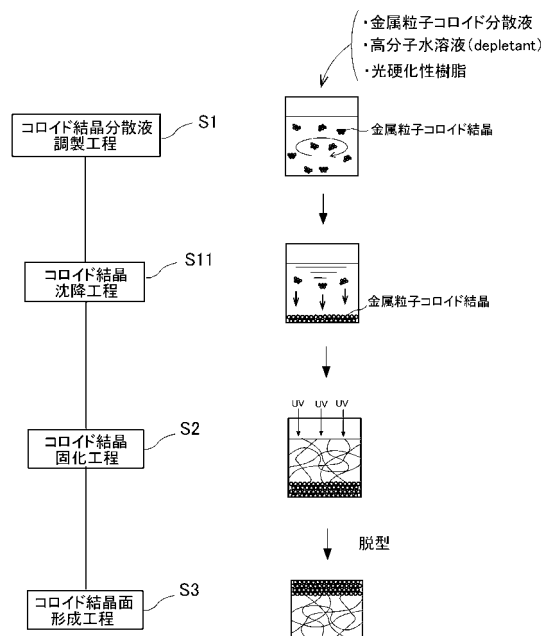 ・金属粒子コロイド分散液
・高分子水溶液(depletant)
・光硬化性樹脂
コロイド結晶分散液
調製工程
S1
金属粒子コロイド結晶
コロイド結晶
沈降工程
S11
金属粒子コロイド結晶
UV UV UV
コロイド結晶
固化工程
S2
脱型
コロイド結晶面
形成工程
S3